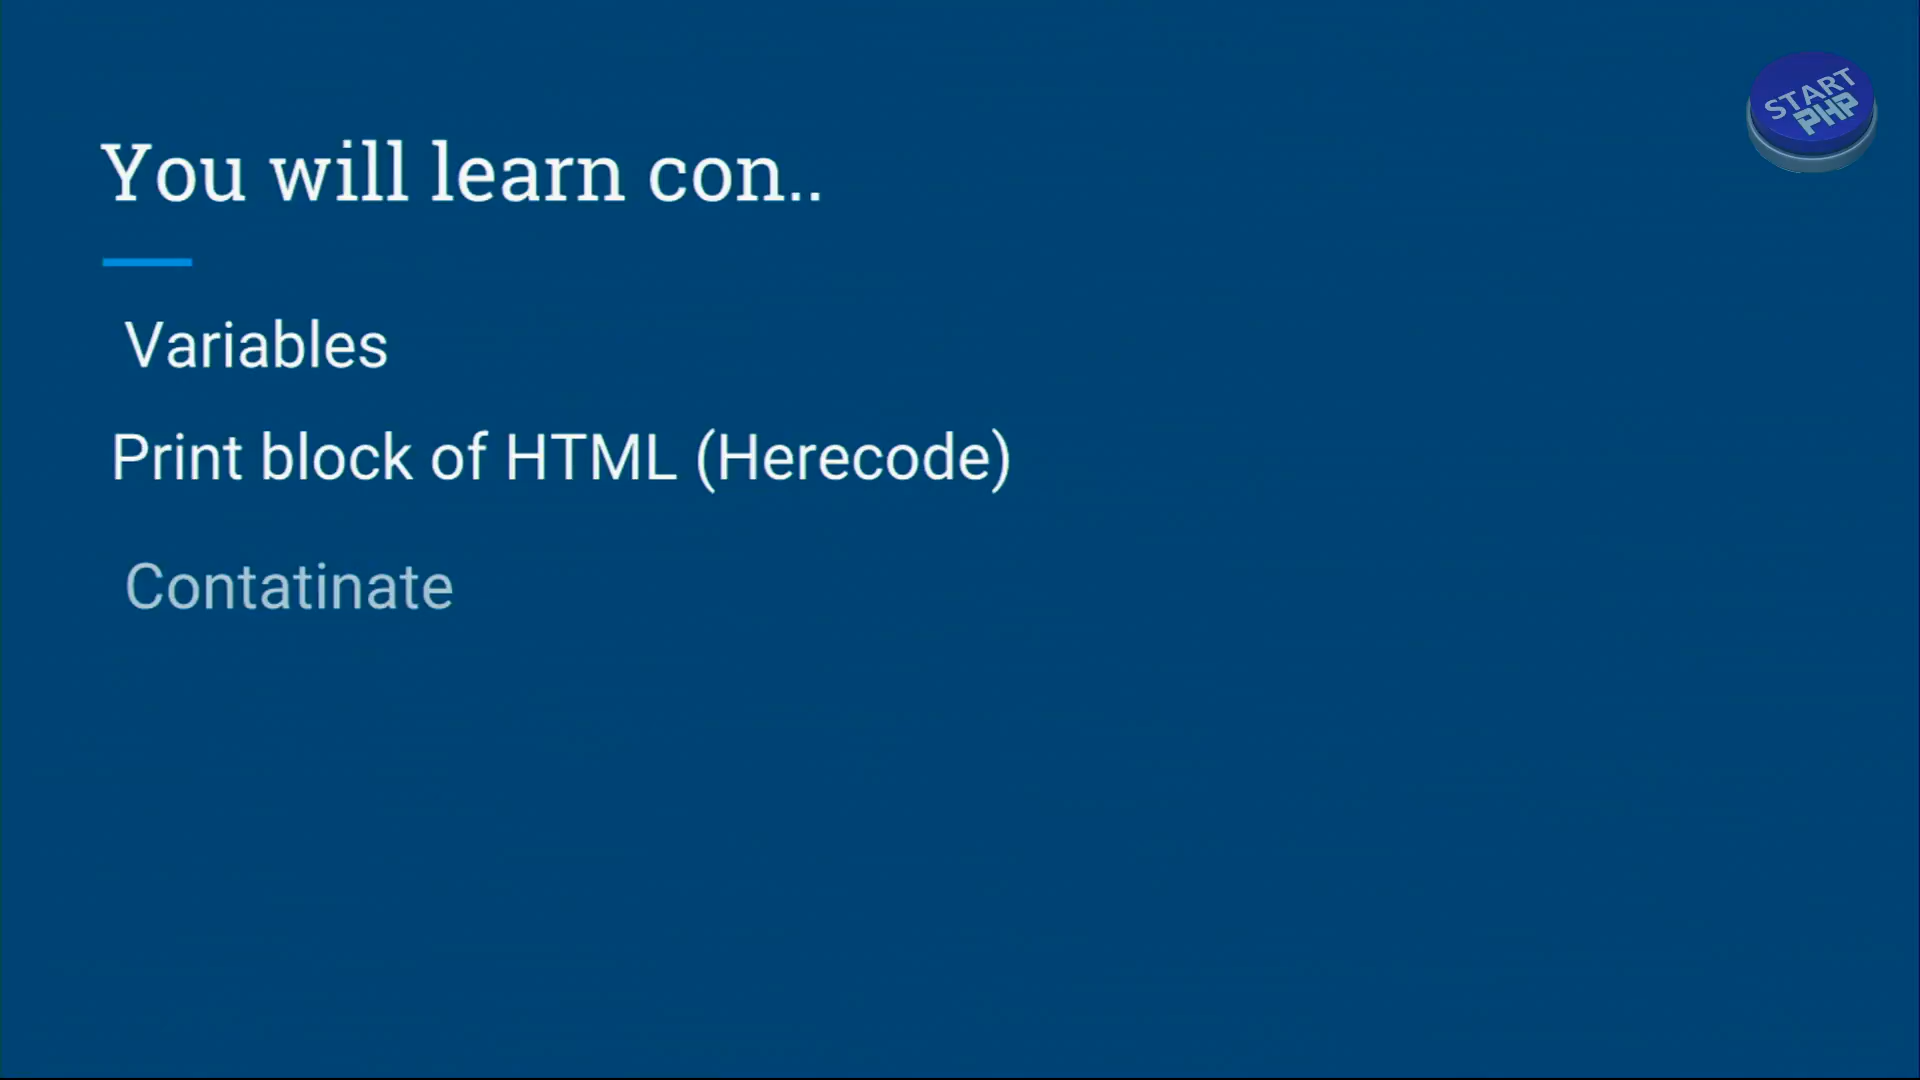 START
PHP
You will learn con..
Variables
Print block of HTML (Herecode)
Contatinate